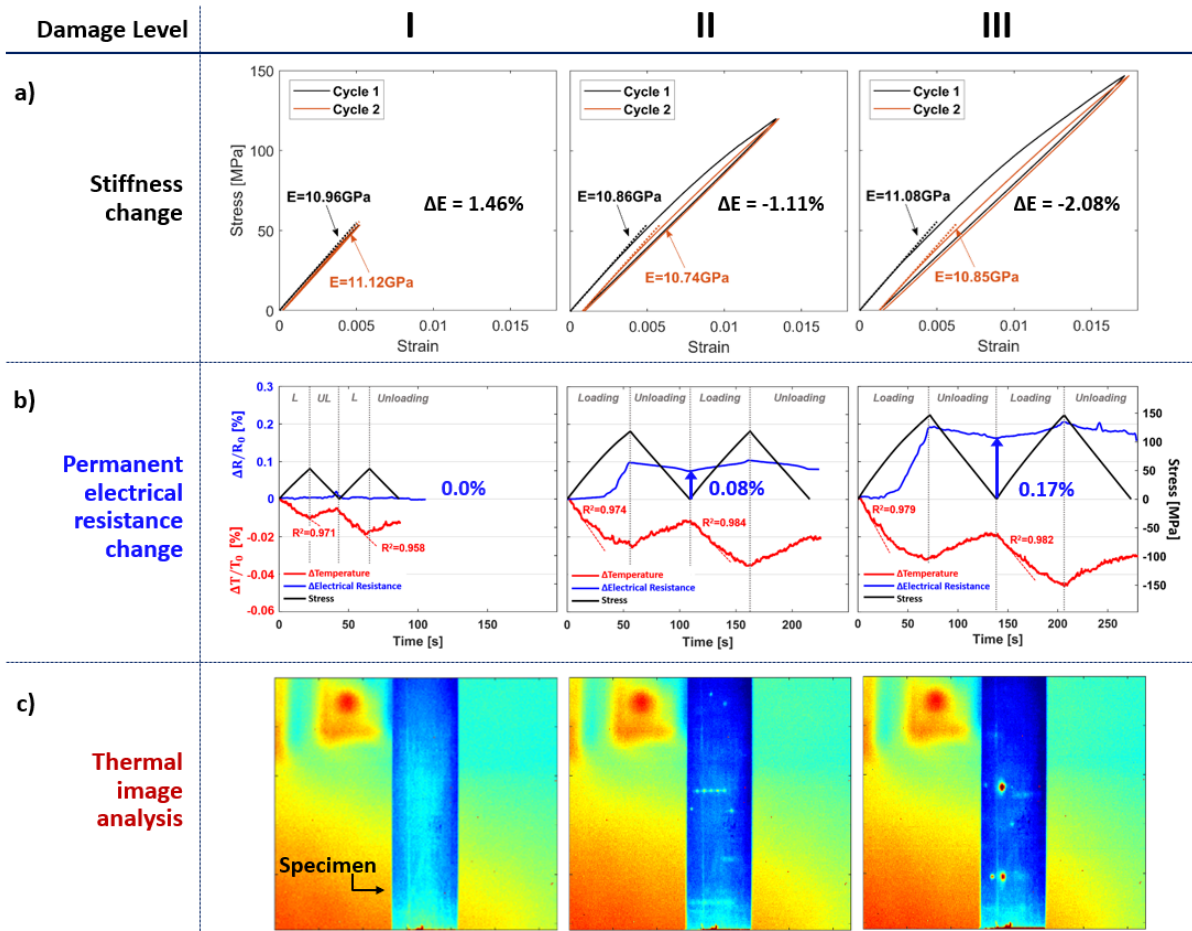 Damage Level
I
II
III
a)
Stiffness
change
Stress [MPa]
150
100
50
0
Cycle 1
Cycle 2
E=10.96GPa
ΔE = 1.46%
E=11.12GPa
0
0.005
0.01
0.015
Strain
Cycle 1
Cycle 2
E=10.86GPa
ΔE = -1.11%
E=10.74GPa
0
0.005
0.01
0.015
Strain
Cycle 1
Cycle 2
E=11.08GPa
ΔE = -2.08%
E=10.85GPa
0
0.005
0.01
0.015
Strain
b)
Permanent
electrical
resistance
change
ΔR/R0 [%]
0.3
0.2
0.1
0
ΔT/T0 [%]
-0.02
-0.04
-0.06
L
UL
L
Unloading
0.0%
R²=0.971
R²=0.958
ΔTemperature
ΔElectrical Resistance
Stress
0
50
100
150
Time [s]
Loading
Unloading
Loading
Unloading
0.08%
R²=0.974
R²=0.984
ΔTemperature
ΔElectrical Resistance
Stress
0
50
100
150
200
Time [s]
Loading
Unloading
Loading
Unloading
0.17%
R²=0.979
R²=0.982
ΔTemperature
ΔElectrical Resistance
Stress
0
50
100
150
200
250
Time [s]
150
100
50
0
-50
-100
-150
Stress [MPa]
c)
Thermal
image
analysis
Specimen